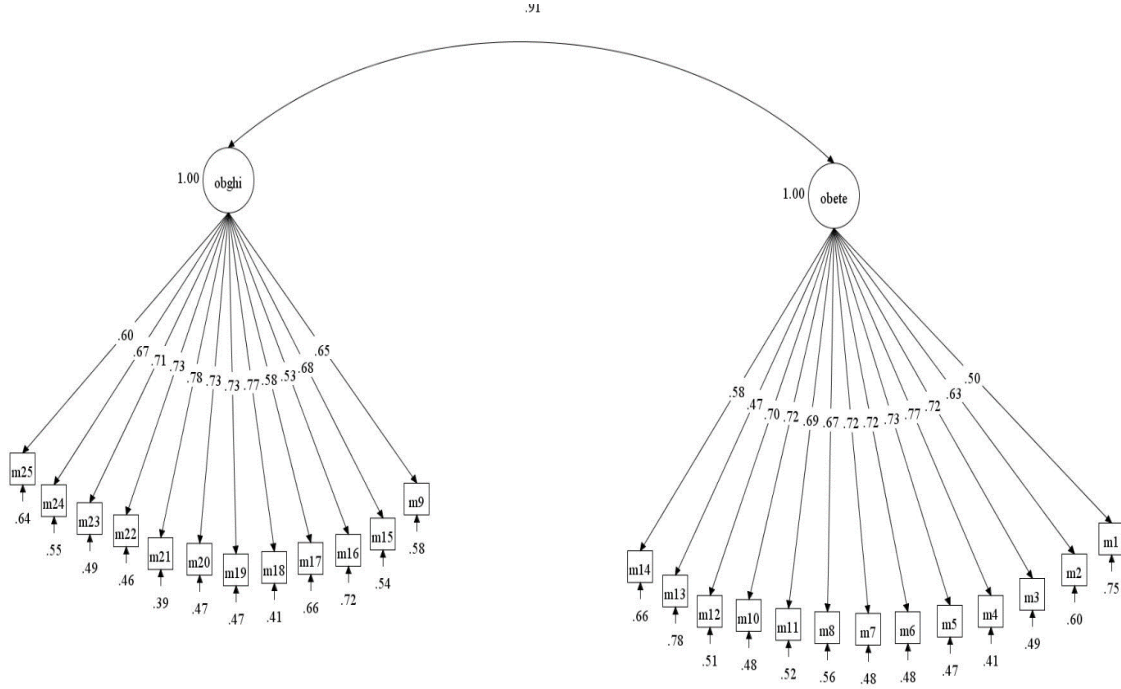 .91
1.00 obghi
1.00 obete
.60 .67 .71 .73 .78 .73 .73 .77 .58 .53 .68 .65
.58 .47 .70 .72 .69 .67 .72 .72 .73 .77 .72 .63 .50
m25 m24 m23 m22 m21 m20 m19 m18 m17 m16 m15 m9
.64 .55 .49 .46 .39 .47 .47 .41 .66 .72 .54 .58
m14 m13 m12 m10 m11 m8 m7 m6 m5 m4 m3 m2 m1
.66 .78 .51 .48 .52 .56 .48 .48 .47 .41 .49 .60 .75